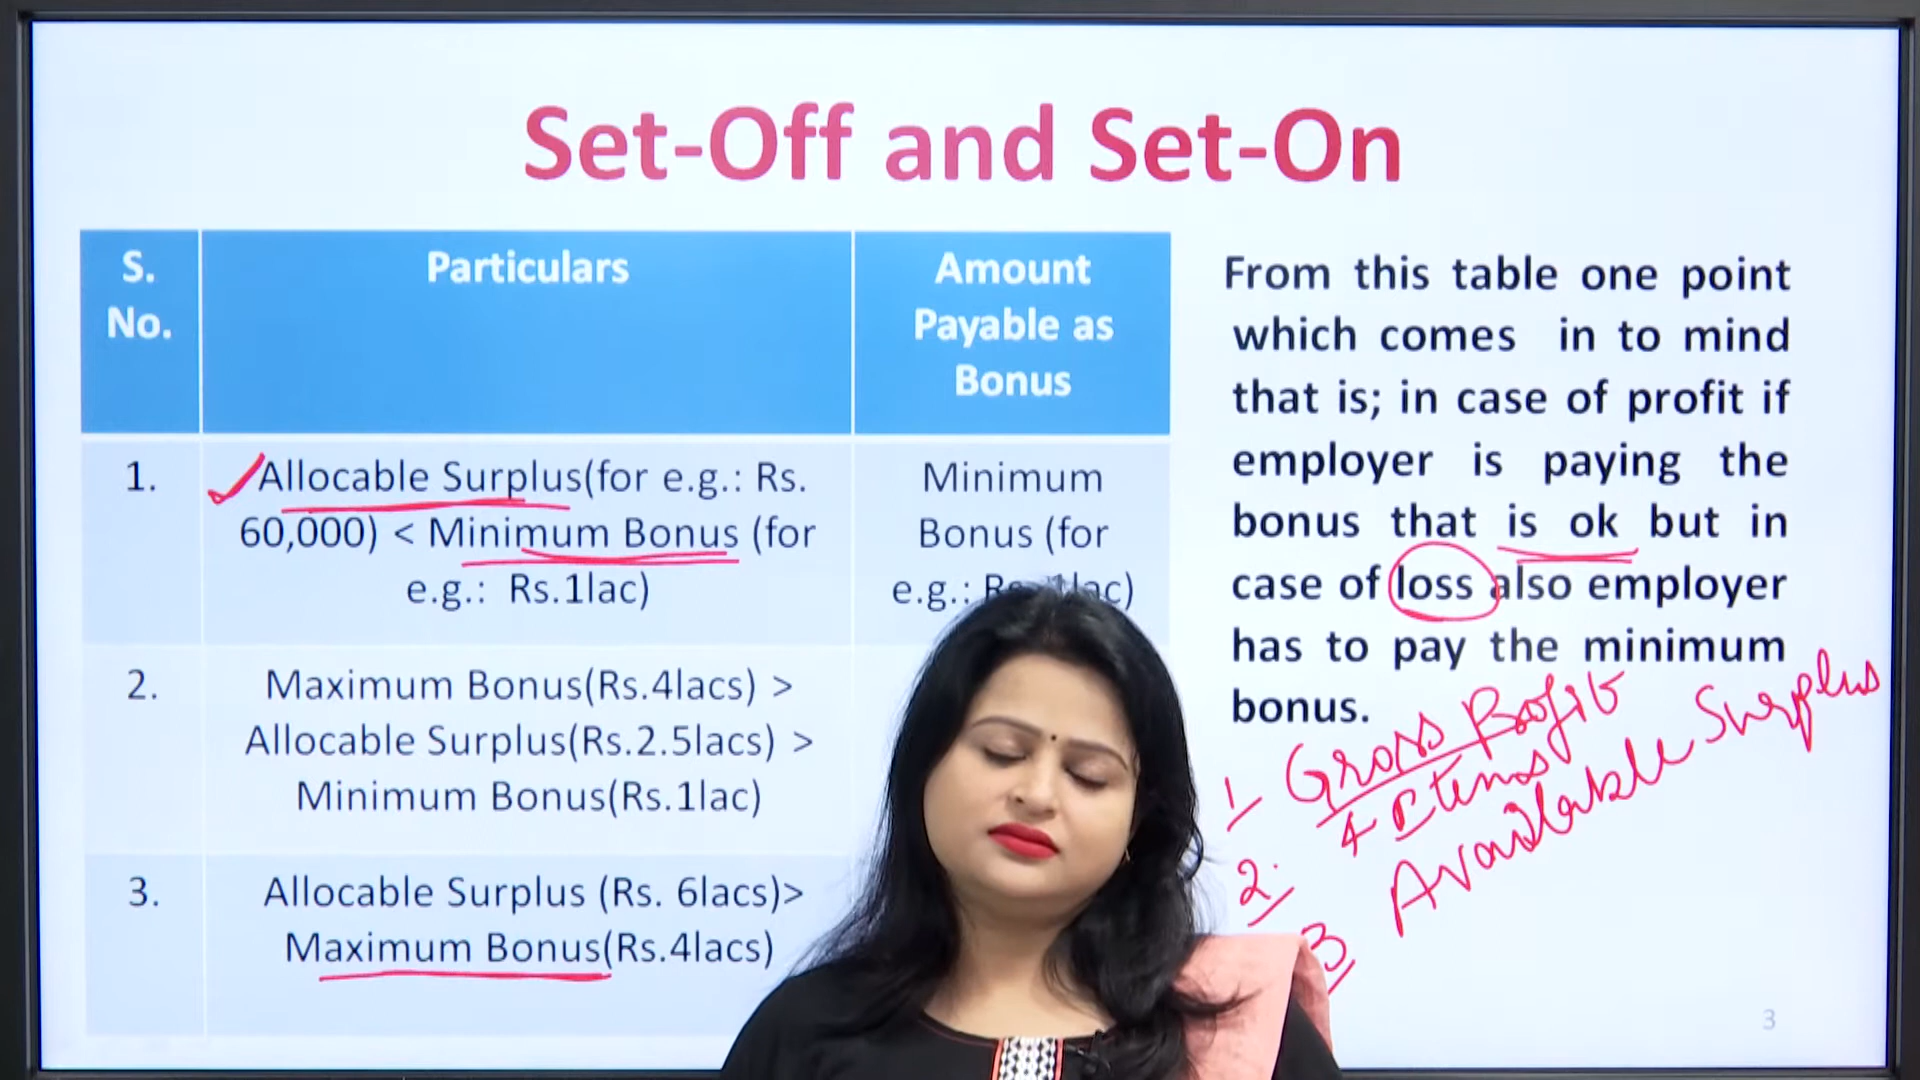 Set-Off and Set-On
S.
No.
Particulars
Amount
Payable as
Bonus
1.
Allocable Surplus(for e.g.: Rs.
60,000) < Minimum Bonus (for
e.g.: Rs.1lac)
Minimum
Bonus (for
e.g.: Rs. 1lac)
2.
Maximum Bonus(Rs.4lacs) >
Allocable Surplus(Rs.2.5lacs) >
Minimum Bonus(Rs.1lac)
3.
Allocable Surplus (Rs. 6lacs)>
Maximum Bonus(Rs.4lacs)
From this table one point
which comes in to mind
that is; in case of profit if
employer is paying the
bonus that is ok but in
case of loss also employer
has to pay the minimum
bonus.
1 Gross Profit
2.
Available Surplus
3
3